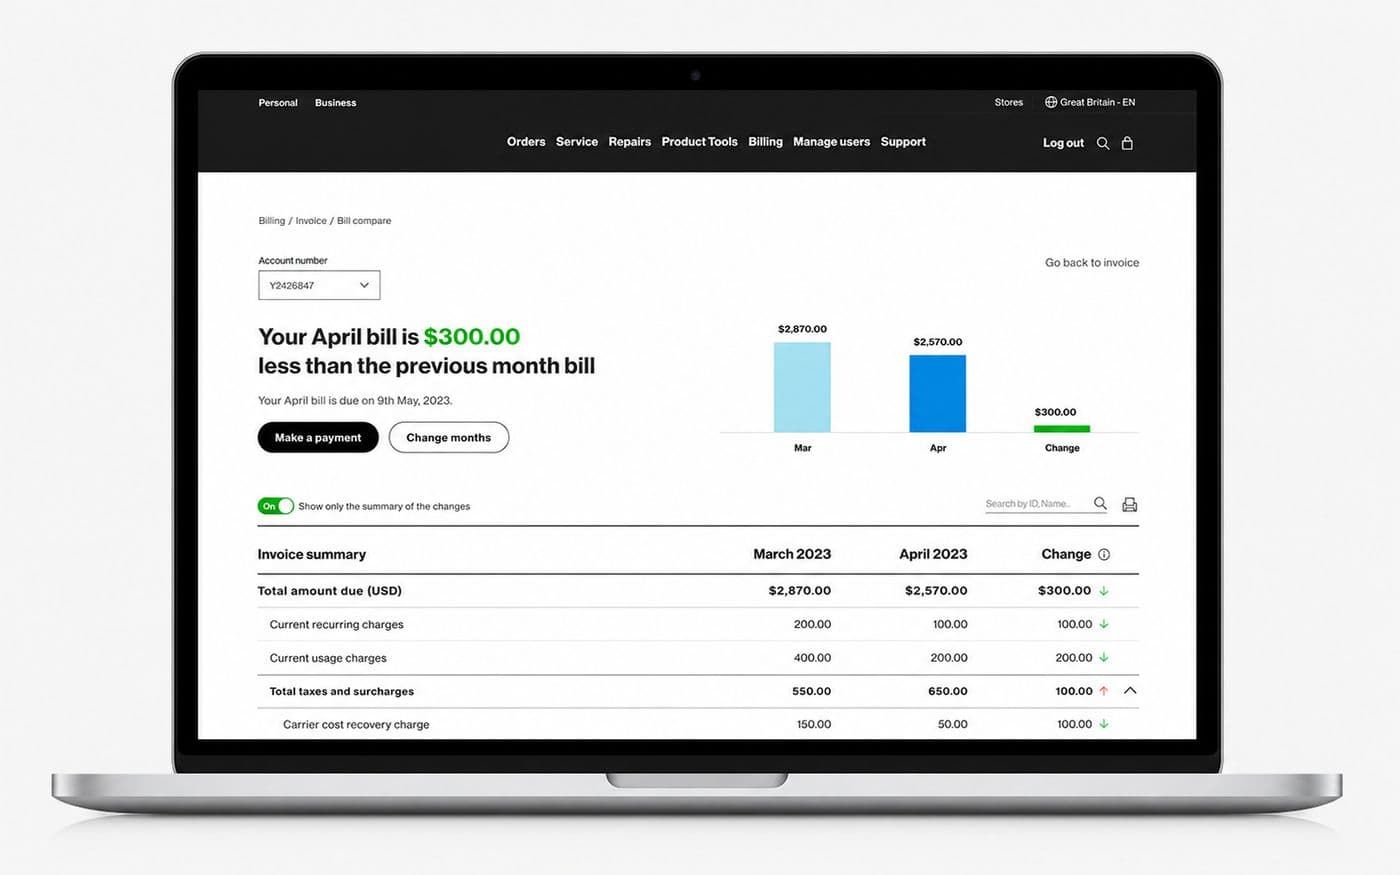 Personal Business Stores Great Britain - EN
Orders Service Repairs Product Tools Billing Manage users Support Log out
Billing / Invoice / Bill compare
Account number
Go back to invoice
Y2426847
Your April bill is $300.00
less than the previous month bill
Your April bill is due on 9th May, 2023.
Make a payment Change months
$2,870.00
$2,570.00
$300.00
Mar Apr Change
On Show only the summary of the changes Search by ID, Name..
Invoice summary March 2023 April 2023 Change
Total amount due (USD) $2,870.00 $2,570.00 $300.00
Current recurring charges 200.00 100.00 100.00
Current usage charges 400.00 200.00 200.00
Total taxes and surcharges 550.00 650.00 100.00
Carrier cost recovery charge 150.00 50.00 100.00